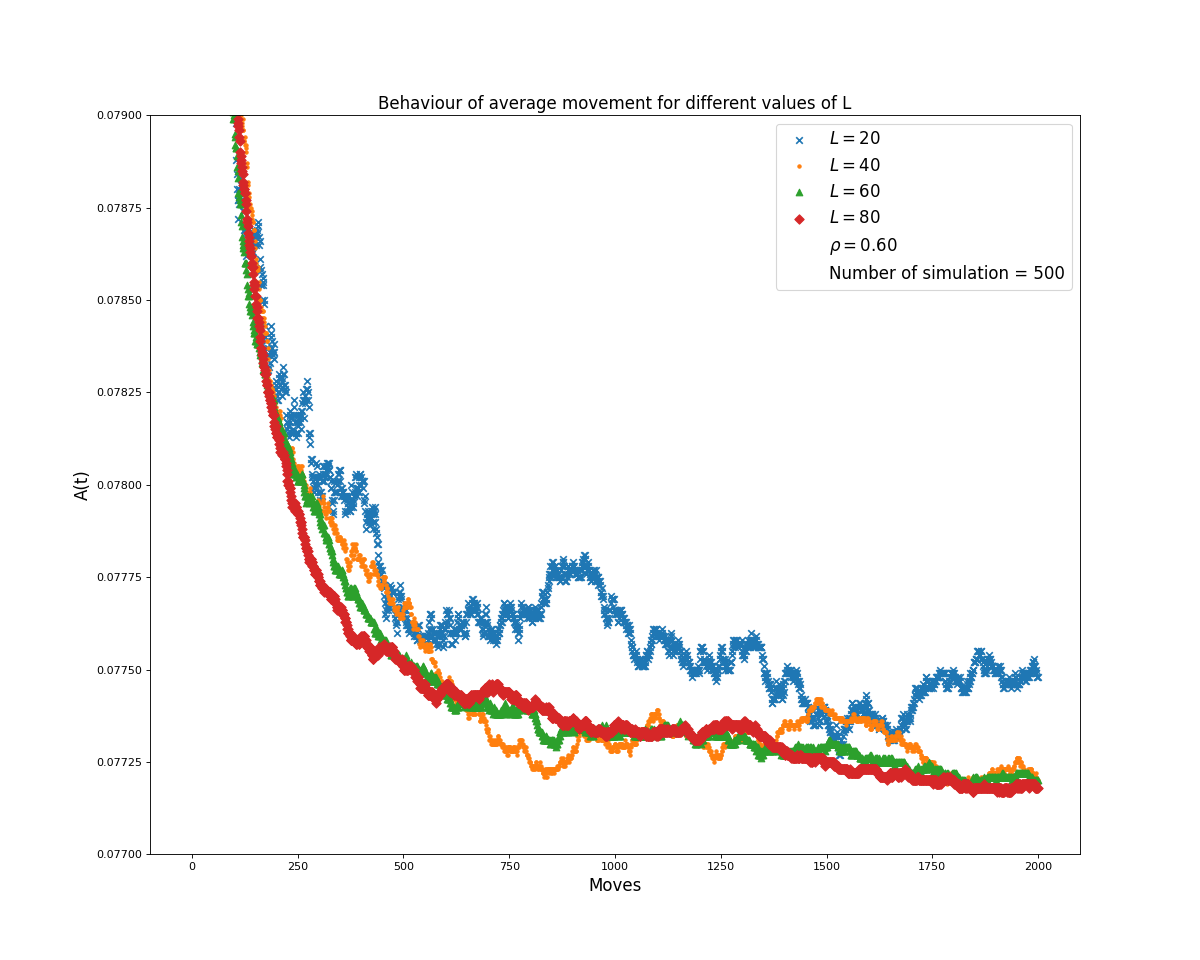 Behaviour of average movement for different values of L
0.07900
0.07875
0.07850
0.07825
0.07800
0.07775
0.07750
0.07725
0.07700
A(t)
L = 20
L = 40
L = 60
L = 80
ρ = 0.60
Number of simulation = 500
0 250 500 750 1000 1250 1500 1750 2000
Moves